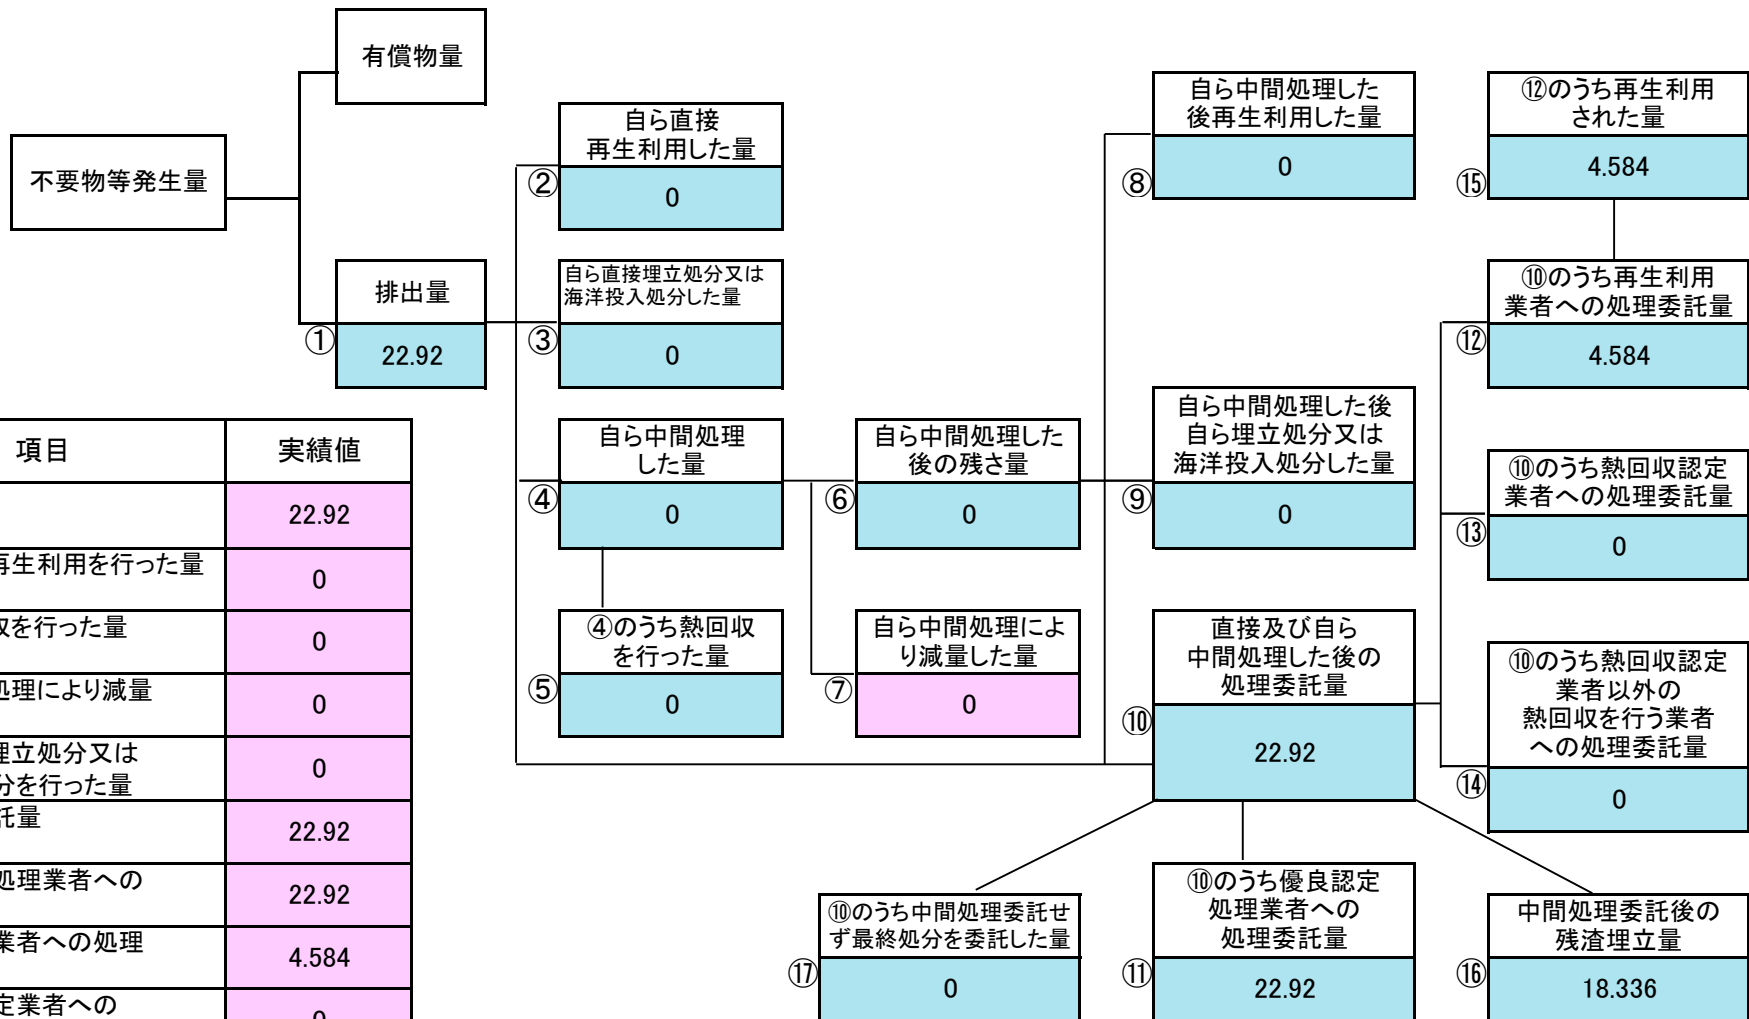 有償物量
不要物等発生量
排出量
①
22.92
自ら直接
再生利用した量
②
0
自ら直接埋立処分又は
海洋投入処分した量
③
0
自ら中間処理
した量
④
0
④のうち熱回収
を行った量
⑤
0
自ら中間処理した
後の残さ量
⑥
0
自ら中間処理によ
り減量した量
⑦
0
自ら中間処理した
後再生利用した量
⑧
0
自ら中間処理した後
自ら埋立処分又は
海洋投入処分した量
⑨
0
直接及び自ら
中間処理した後の
処理委託量
⑩
22.92
⑫のうち再生利用
された量
⑮
4.584
⑩のうち再生利用
業者への処理委託量
⑫
4.584
⑩のうち熱回収認定
業者への処理委託量
⑬
0
⑩のうち熱回収認定
業者以外の
熱回収を行う業者
への処理委託量
⑭
0
⑩のうち中間処理委託せ
ず最終処分を委託した量
⑰
0
⑩のうち優良認定
処理業者への
処理委託量
⑪
22.92
中間処理委託後の
残渣埋立量
⑯
18.336
項目 実績値
22.92
再生利用を行った量
0
収を行った量
0
処理により減量
0
埋立処分又は
分を行った量
0
託量
22.92
処理業者への
22.92
業者への処理
4.584
定業者への
0